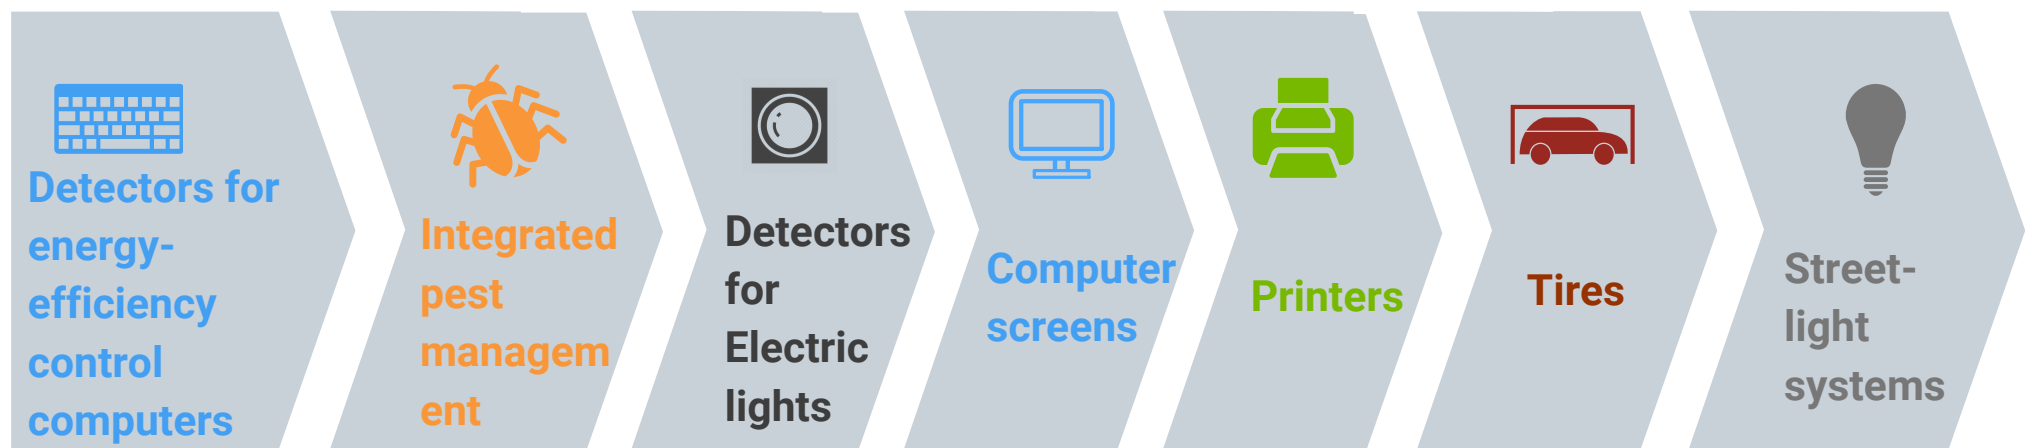 Detectors for
energy-
efficiency
control
computers
Integrated
pest
managem
ent
Detectors
for
Electric
lights
Computer
screens
Printers
Tires
Street-
light
systems